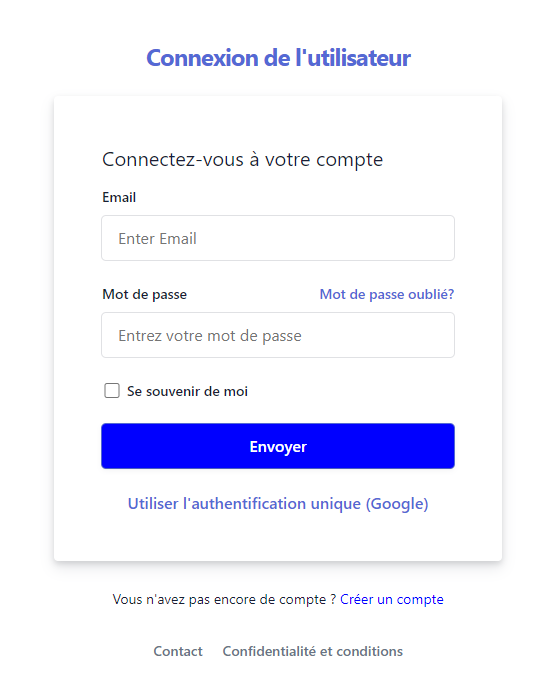 Connexion de l'utilisateur
Connectez-vous à votre compte
Email
Enter Email
Mot de passe Mot de passe oublié?
Entrez votre mot de passe
Se souvenir de moi
Envoyer
Utiliser l'authentification unique (Google)
Vous n'avez pas encore de compte ? Créer un compte
Contact Confidentialité et conditions